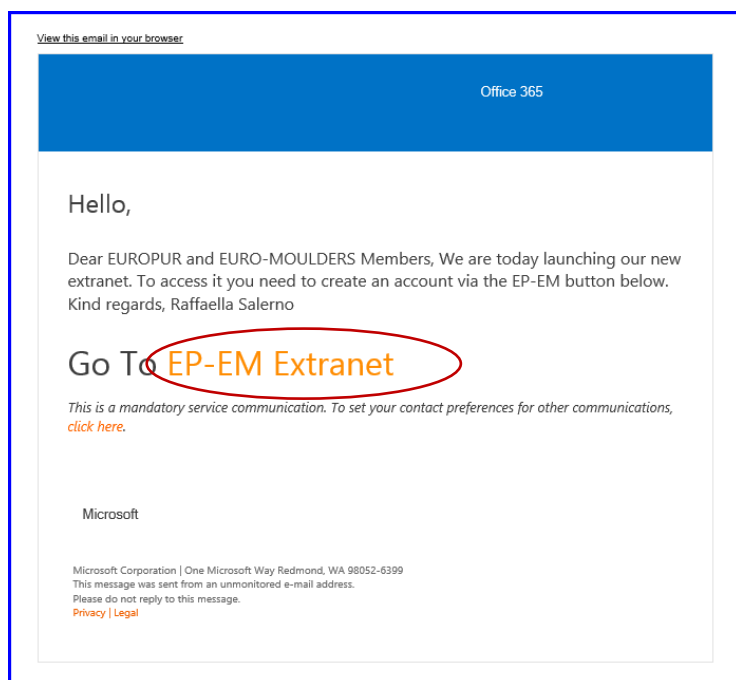 View this email in your browser
Office 365
Hello,
Dear EUROPUR and EURO-MOULDERS Members, We are today launching our new
extranet. To access it you need to create an account via the EP-EM button below.
Kind regards, Raffaella Salerno
Go To EP-EM Extranet
This is a mandatory service communication. To set your contact preferences for other communications,
click here.
Microsoft
Microsoft Corporation | One Microsoft Way Redmond, WA 98052-6399
This message was sent from an unmonitored e-mail address.
Please do not reply to this message.
Privacy | Legal